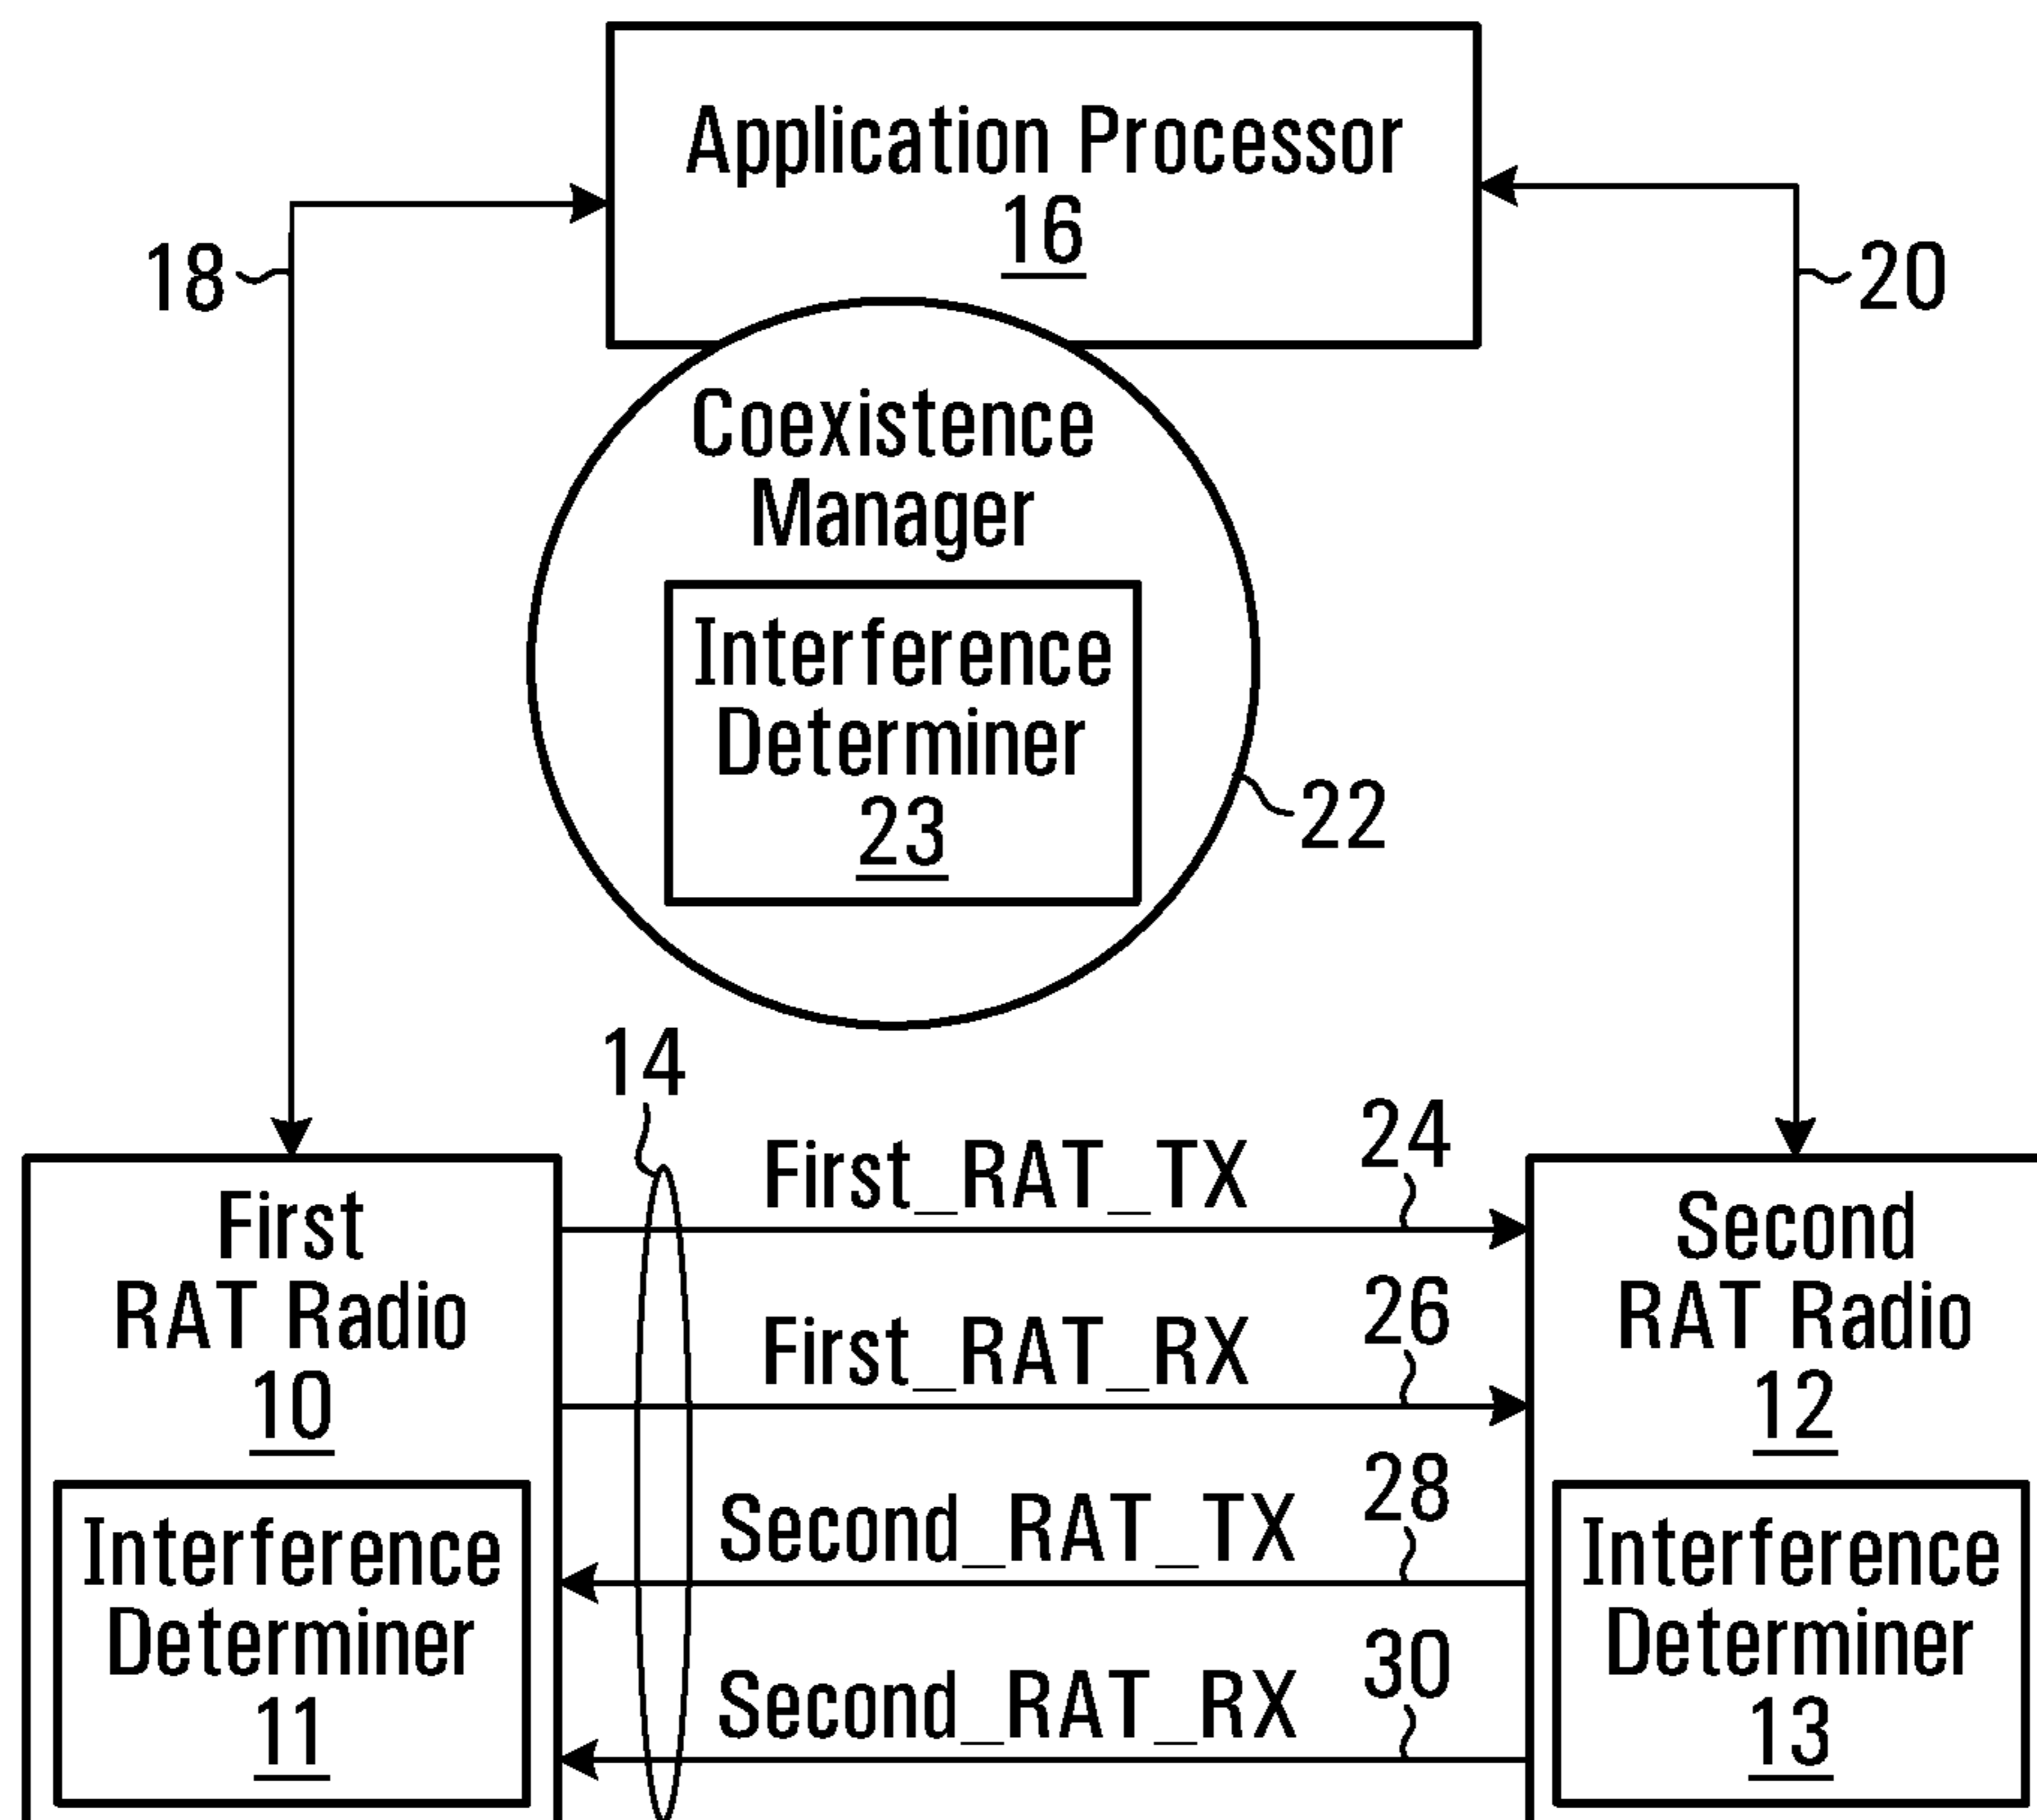 Application Processor
16
18
20
Coexistence
Manager
Interference
Determiner
23
22
14
First_RAT_TX
24
First
RAT Radio
10
Second
RAT Radio
12
First_RAT_RX
26
Second_RAT_TX
28
Interference
Determiner
11
Interference
Determiner
13
Second_RAT_RX
30